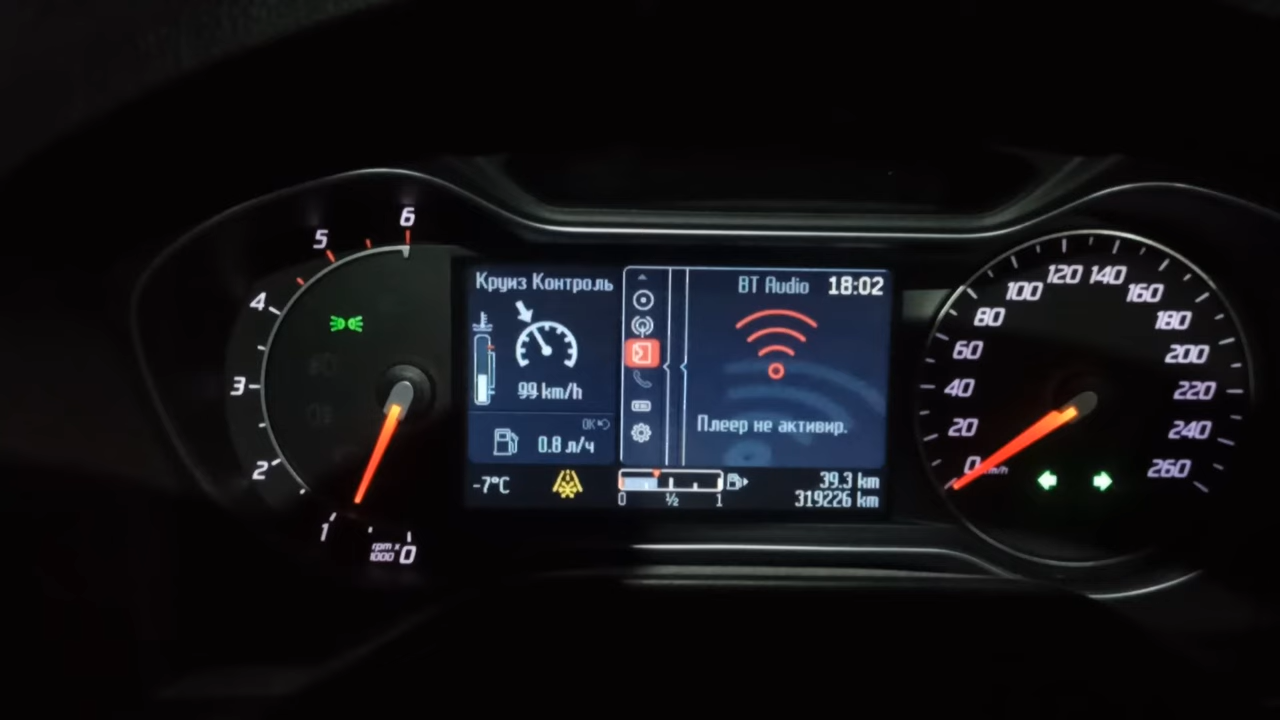 6
5
4
3
2
1
rpm x
1000
0
Круиз Контроль
99 km/h
OK
0.8 л/ч
-7°C
BT Audio 18:02
Плеер не активир.
0 ½ 1
39.3 km
319226 km
0
20
40
60
80
100
120
140
160
180
200
220
240
260
km/h